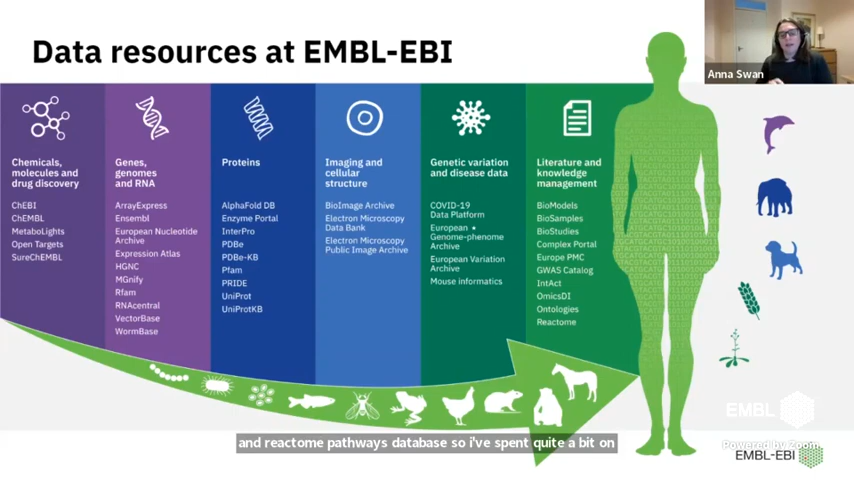 Data resources at EMBL-EBI
Anna Swan
Chemicals,
molecules and
drug discovery
ChEBI
ChEMBL
MetaboLights
Open Targets
SureChEMBL
Genes,
genomes
and RNA
ArrayExpress
Ensembl
European Nucleotide
Archive
Expression Atlas
HGNC
MGnify
Rfam
RNAcentral
VectorBase
WormBase
Proteins
AlphaFold DB
Enzyme Portal
InterPro
PDBe
PDBe-KB
Pfam
PRIDE
UniProt
UniProtKB
Imaging and
cellular
structure
BioImage Archive
Electron Microscopy
Data Bank
Electron Microscopy
Public Image Archive
Genetic variation
and disease data
COVID-19
Data Platform
European
Genome-phenome
Archive
European Variation
Archive
Mouse informatics
Literature and
knowledge
management
BioModels
BioSamples
BioStudies
Complex Portal
Europe PMC
GWAS Catalog
IntAct
OmicsDI
Ontologies
Reactome
EMBL
Powered by Zoom
and reactome pathways database so i've spent quite a bit on
EMBL-EBI